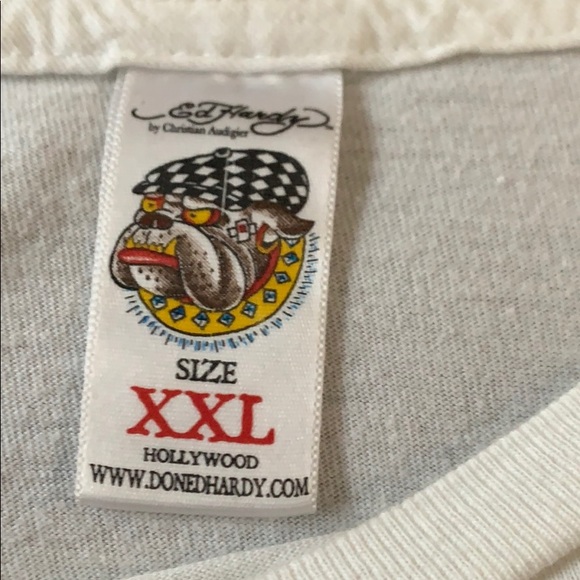 Ed Hardy
by Christian Audigier
SIZE
XXL
HOLLYWOOD
WWW.DONEDHARDY.COM